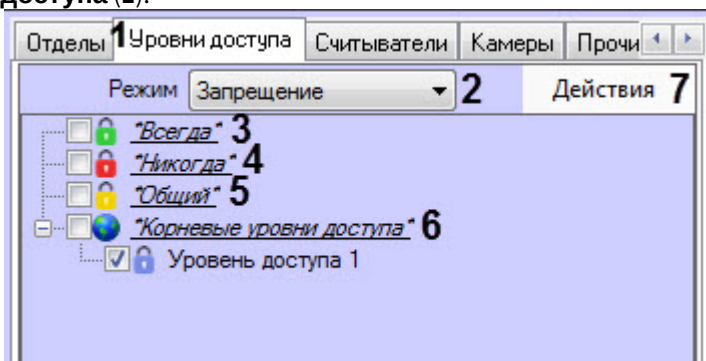 доступа (1).
Отделы 1 Уровни доступа Считыватели Камеры Прочи
Режим Запрещение 2 Действия 7
"Всегда" 3
"Никогда" 4
"Общий" 5
"Корневые уровни доступа" 6
Уровень доступа 1